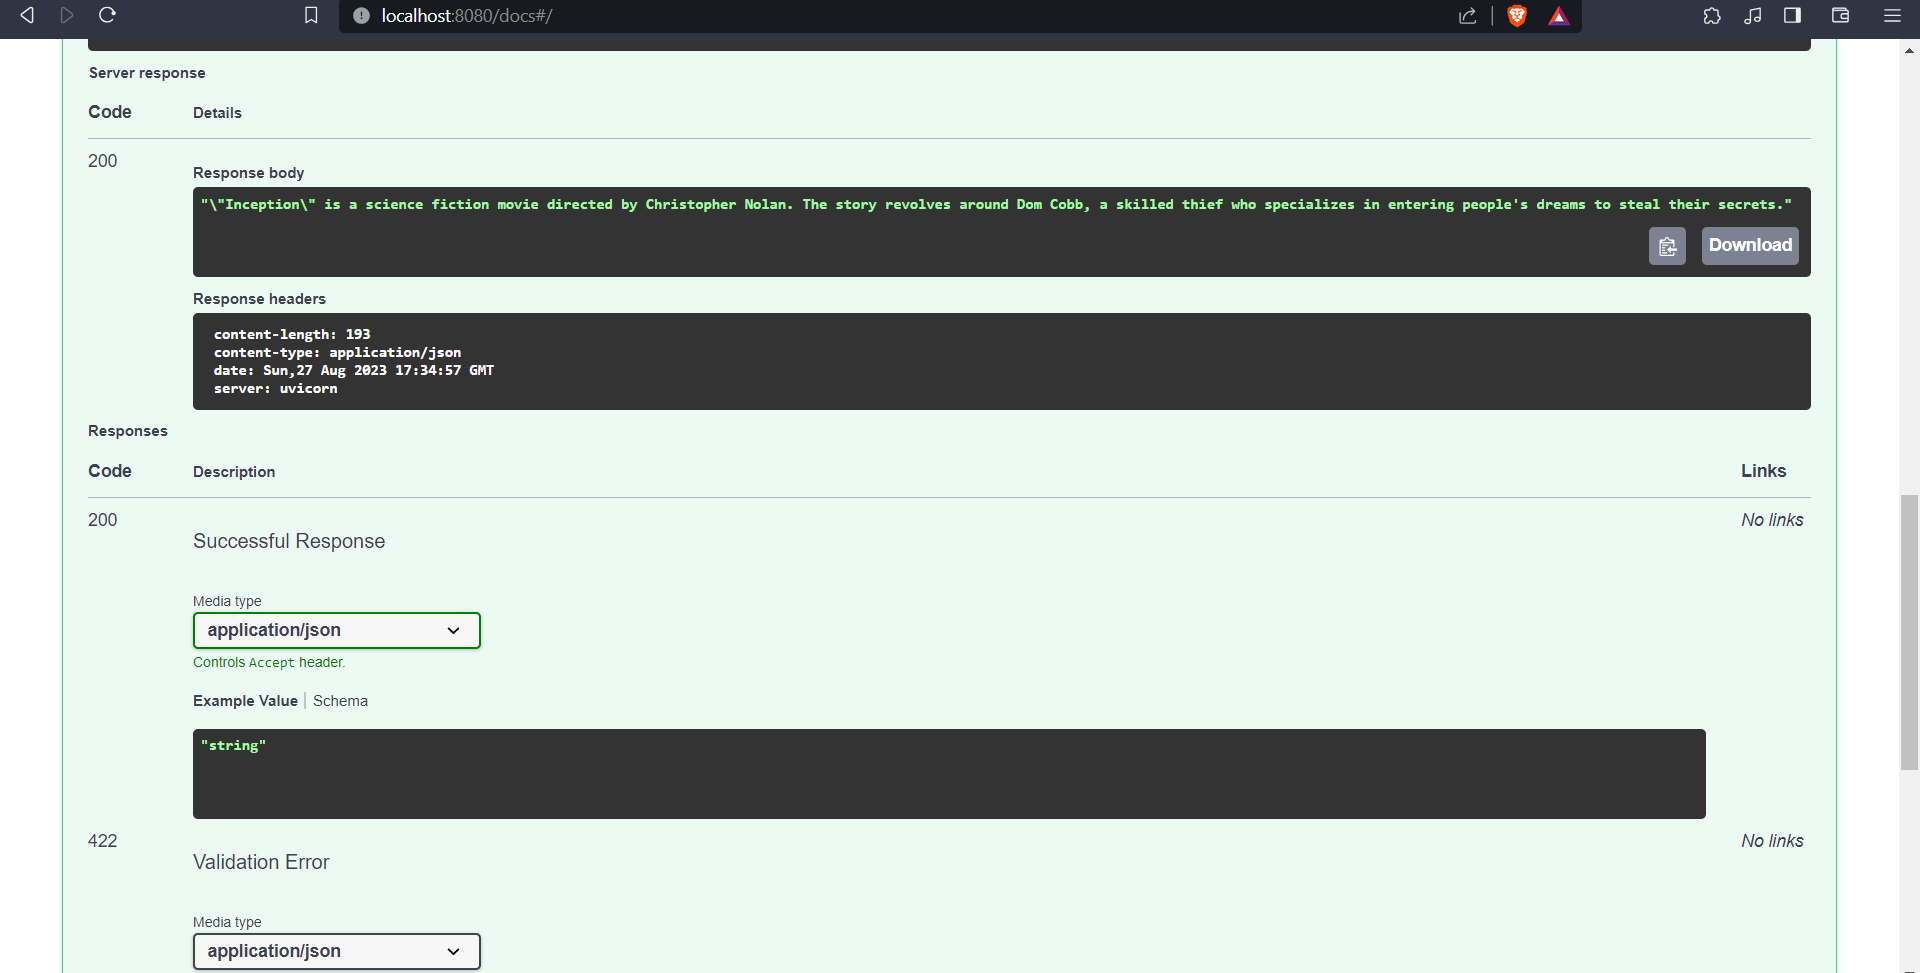 localhost:8080/docs#/
Server response
Code Details
200
Response body
"\"Inception\" is a science fiction movie directed by Christopher Nolan. The story revolves around Dom Cobb, a skilled thief who specializes in entering people's dreams to steal their secrets."
Download
Response headers
content-length: 193
content-type: application/json
date: Sun,27 Aug 2023 17:34:57 GMT
server: uvicorn
Responses
Code Description Links
200 No links
Successful Response
Media type
application/json
Controls Accept header.
Example Value Schema
"string"
422 No links
Validation Error
Media type
application/json